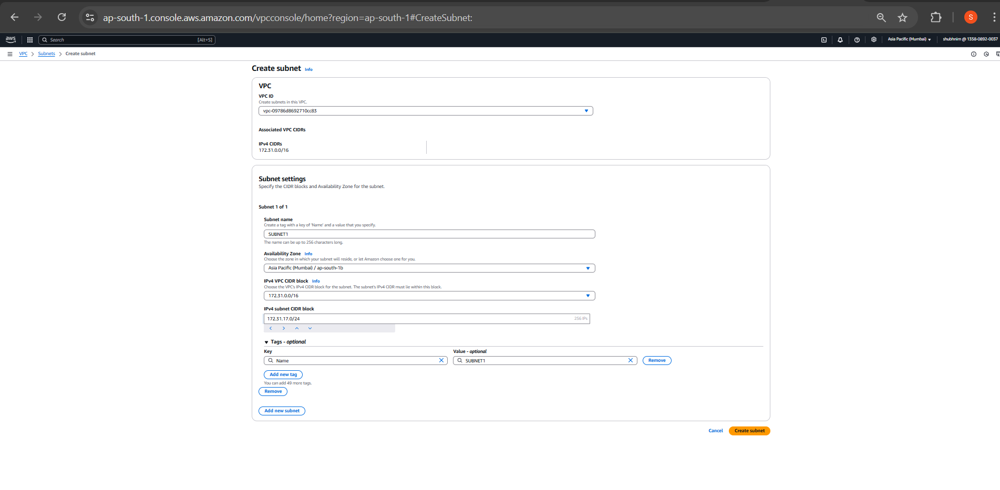 ap-south-1.console.aws.amazon.com/vpcconsole/home?region=ap-south-1#CreateSubnet:
S
aws
Search
[Alt+S]
Asia Pacific (Mumbai)
shubhnim @ 1358-0892-0037
VPC
Subnets
Create subnet
Create subnet Info
VPC
VPC ID
Create subnets in this VPC.
vpc-09786d8692710cc83
Associated VPC CIDRs
IPv4 CIDRs
172.31.0.0/16
Subnet settings
Specify the CIDR blocks and Availability Zone for the subnet.
Subnet 1 of 1
Subnet name
Create a tag with a key of 'Name' and a value that you specify.
SUBNET1
The name can be up to 256 characters long.
Availability Zone Info
Choose the zone in which your subnet will reside, or let Amazon choose one for you.
Asia Pacific (Mumbai) / ap-south-1b
IPv4 VPC CIDR block Info
Choose the VPC's IPv4 CIDR block for the subnet. The subnet's IPv4 CIDR must lie within this block.
172.31.0.0/16
IPv4 subnet CIDR block
172.31.17.0/24
256 IPs
Tags - optional
Key
Value - optional
Name
SUBNET1
Remove
Add new tag
You can add 49 more tags.
Remove
Add new subnet
Cancel
Create subnet